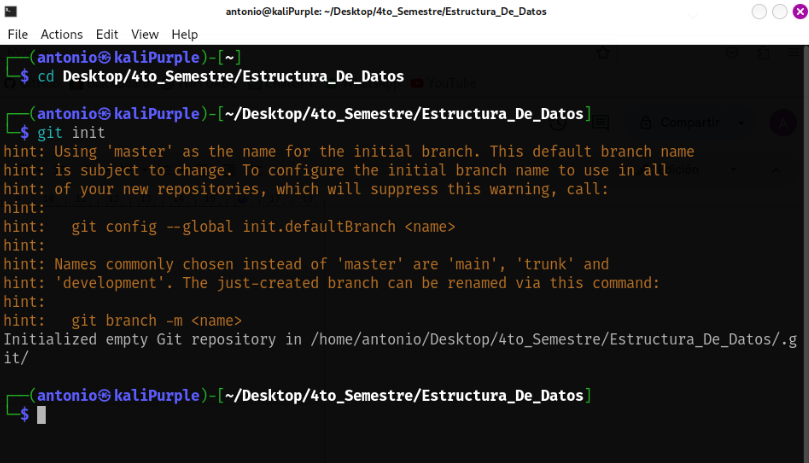 antonio@kaliPurple: ~/Desktop/4to_Semestre/Estructura_De_Datos
File Actions Edit View Help
┌──(antonio㉿kaliPurple)-[~]
└─$ cd Desktop/4to_Semestre/Estructura_De_Datos
YouTube
┌──(antonio㉿kaliPurple)-[~/Desktop/4to_Semestre/Estructura_De_Datos]
Compartir
A
└─$ git init
hint: Using 'master' as the name for the initial branch. This default branch name
hint: is subject to change. To configure the initial branch name to use in all
hint: of your new repositories, which will suppress this warning, call:
hint:
hint:   git config --global init.defaultBranch <name>
hint:
hint: Names commonly chosen instead of 'master' are 'main', 'trunk' and
hint: 'development'. The just-created branch can be renamed via this command:
hint:
hint:   git branch -m <name>
Initialized empty Git repository in /home/antonio/Desktop/4to_Semestre/Estructura_De_Datos/.g
it/
┌──(antonio㉿kaliPurple)-[~/Desktop/4to_Semestre/Estructura_De_Datos]
└─$